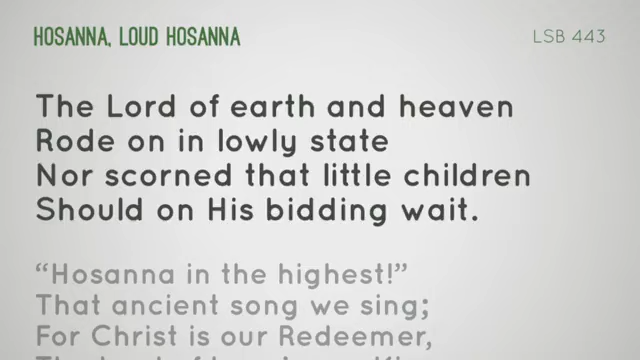 HOSANNA, LOUD HOSANNA
LSB 443
The Lord of earth and heaven
Rode on in lowly state
Nor scorned that little children
Should on His bidding wait.
“Hosanna in the highest!”
That ancient song we sing;
For Christ is our Redeemer,